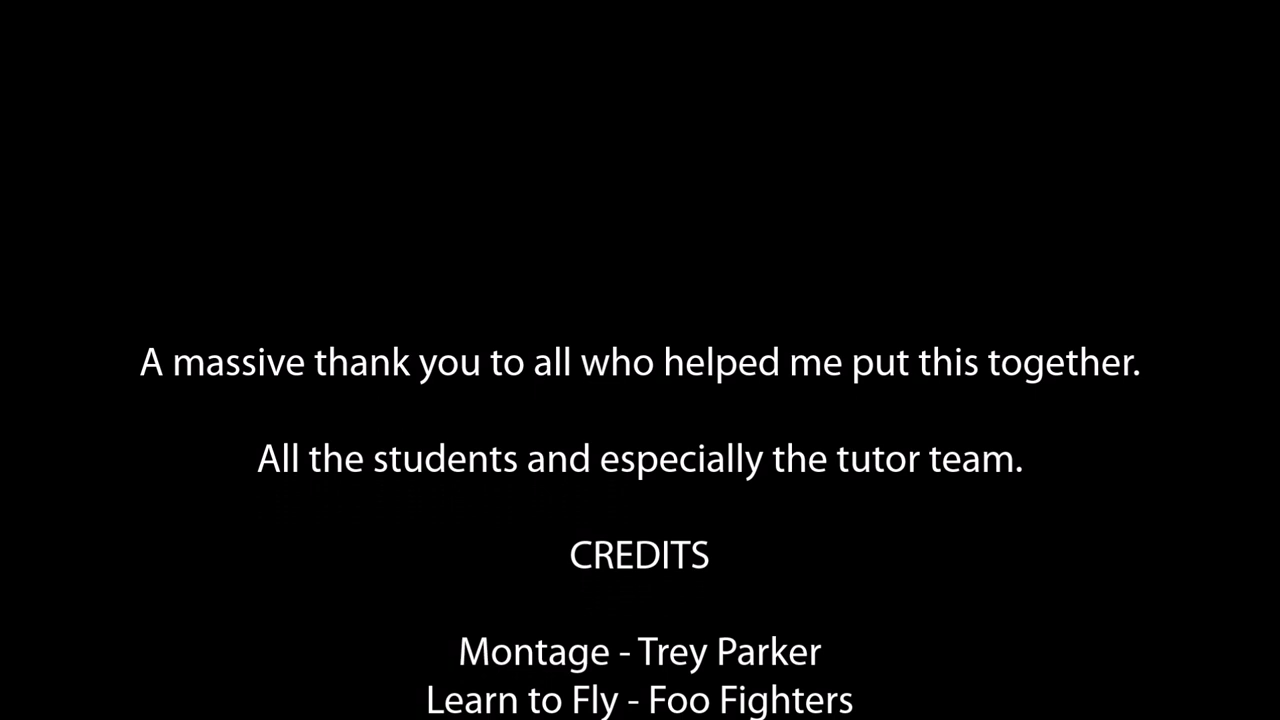 A massive thank you to all who helped me put this together.
All the students and especially the tutor team.
CREDITS
Montage - Trey Parker
Learn to Fly - Foo Fighters